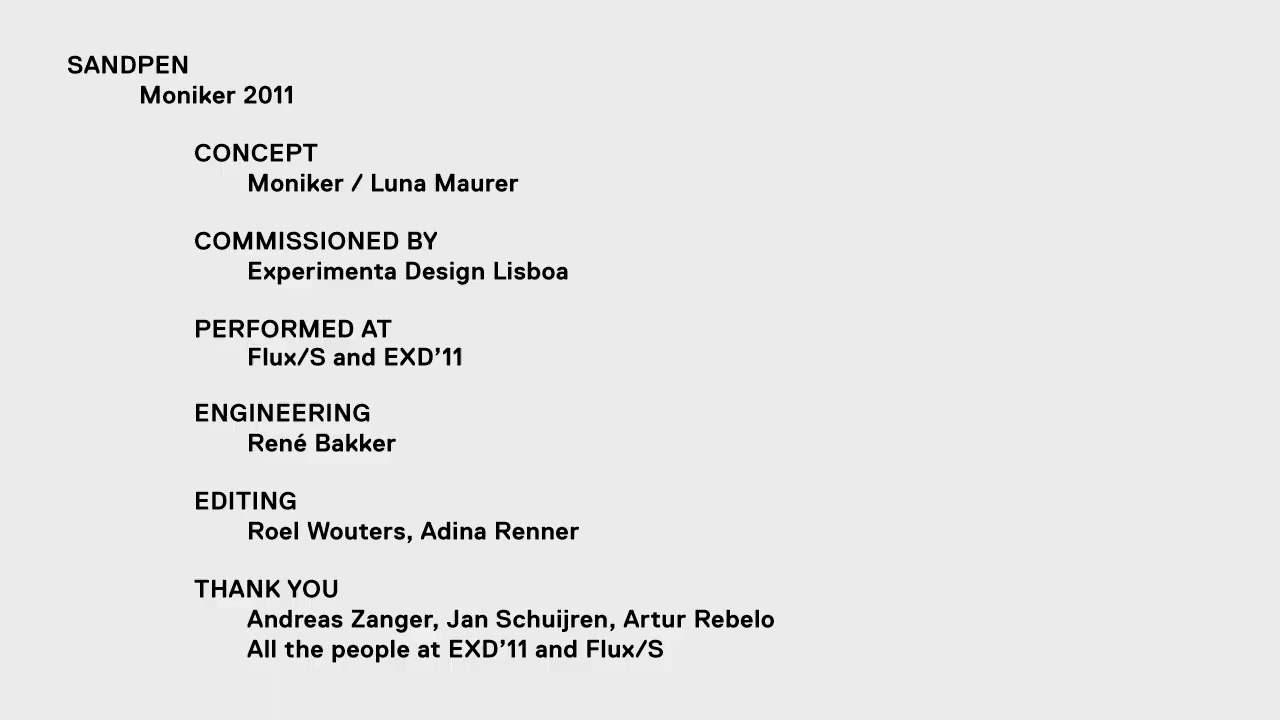 SANDPEN
Moniker 2011
CONCEPT
Moniker / Luna Maurer
COMMISSIONED BY
Experimenta Design Lisboa
PERFORMED AT
Flux/S and EXD’11
ENGINEERING
René Bakker
EDITING
Roel Wouters, Adina Renner
THANK YOU
Andreas Zanger, Jan Schuijren, Artur Rebelo
All the people at EXD’11 and Flux/S